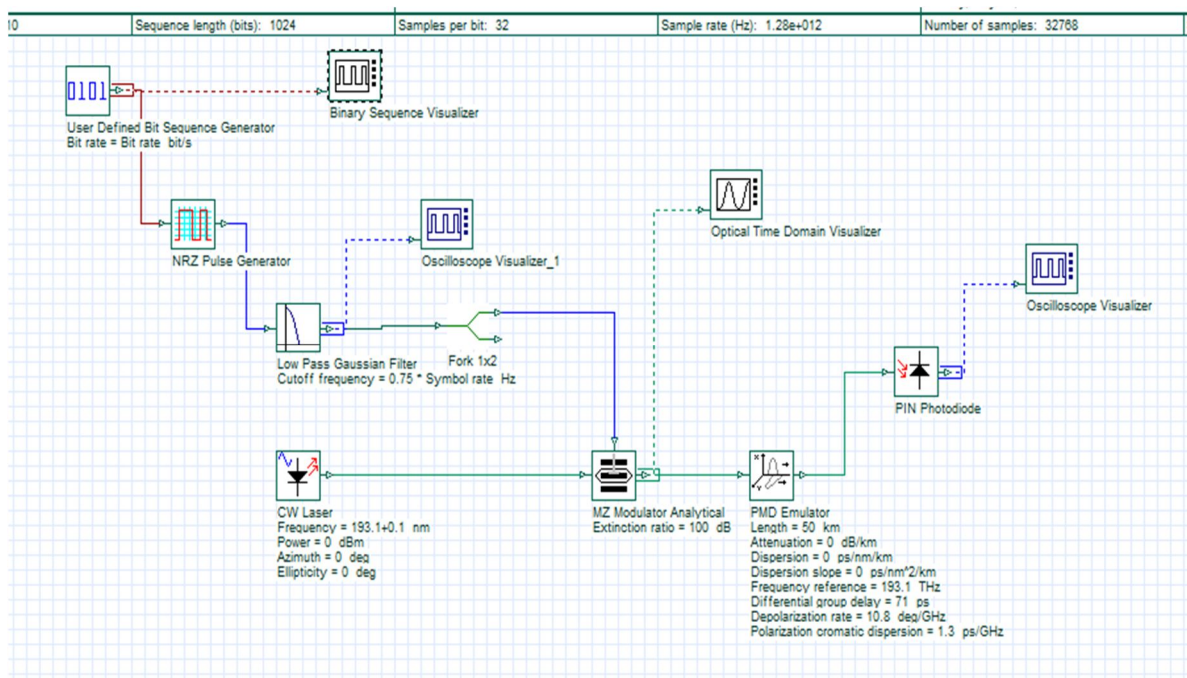 0
Sequence length (bits): 1024
Samples per bit: 32
Sample rate (Hz): 1.28e+012
Number of samples: 32768
0101
Binary Sequence Visualizer
User Defined Bit Sequence Generator
Bit rate = Bit rate bit/s
Optical Time Domain Visualizer
NRZ Pulse Generator
Oscilloscope Visualizer_1
Oscilloscope Visualizer
Low Pass Gaussian Filter
Cutoff frequency = 0.75 * Symbol rate Hz
Fork 1x2
PIN Photodiode
CW Laser
Frequency = 193.1+0.1 nm
Power = 0 dBm
Azimuth = 0 deg
Ellipticity = 0 deg
MZ Modulator Analytical
Extinction ratio = 100 dB
X
Y
PMD Emulator
Length = 50 km
Attenuation = 0 dB/km
Dispersion = 0 ps/nm/km
Dispersion slope = 0 ps/nm^2/km
Frequency reference = 193.1 THz
Differential group delay = 71 ps
Depolarization rate = 10.8 deg/GHz
Polarization cromatic dispersion = 1.3 ps/GHz